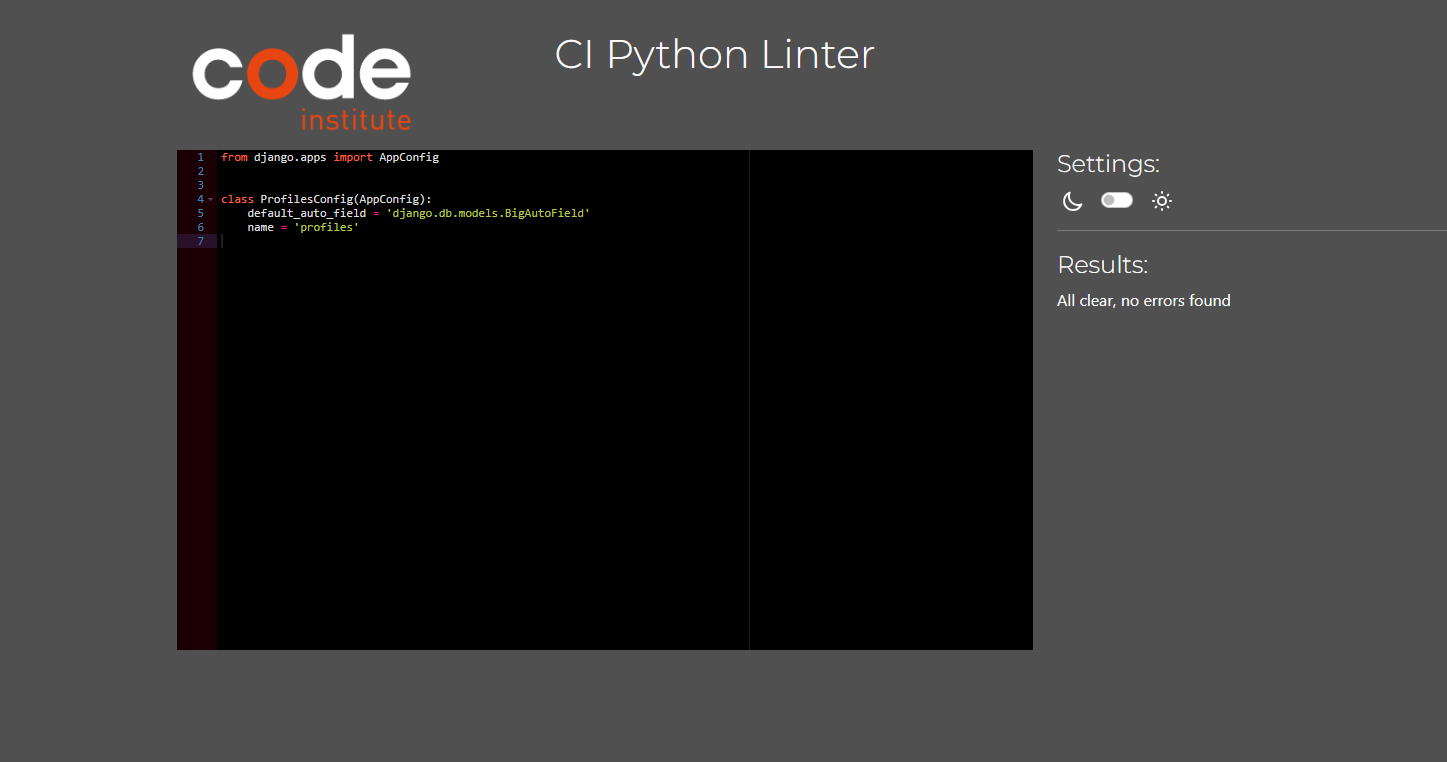 code
institute
CI Python Linter
1 from django.apps import AppConfig
2
3
4 class ProfilesConfig(AppConfig):
5     default_auto_field = 'django.db.models.BigAutoField'
6     name = 'profiles'
7
Settings:
Results:
All clear, no errors found